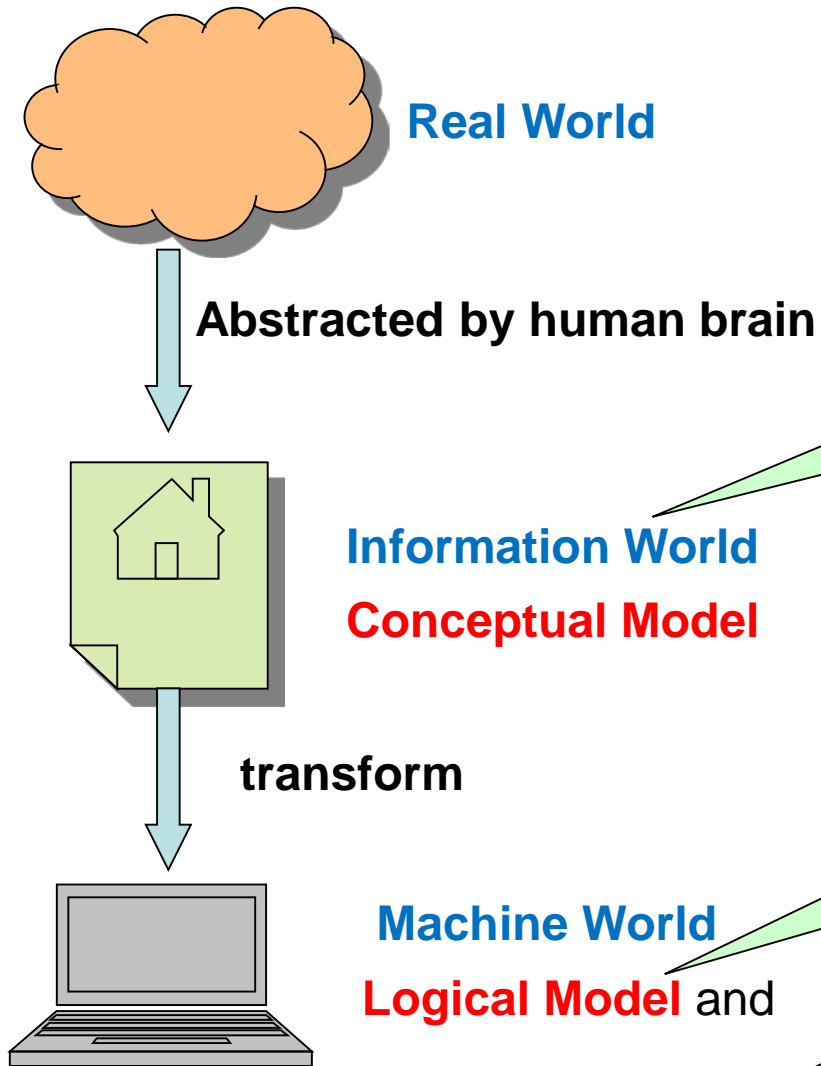 Real World
Abstracted by human brain
Information World
Conceptual Model
transform
Machine World
Logical Model and